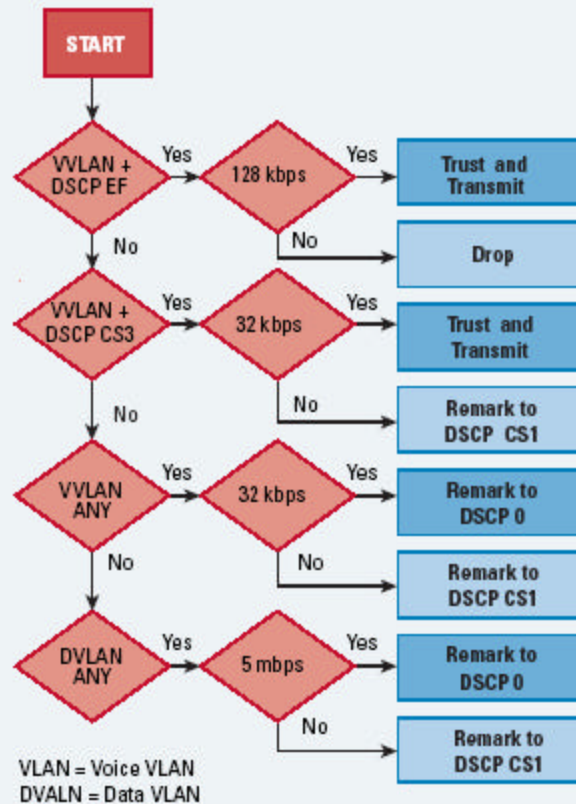 START
VVLAN +
DSCP EF
Yes
128 kbps
Yes
Trust and
Transmit
No
No
Drop
VVLAN +
DSCP CS3
Yes
32 kbps
Yes
Trust and
Transmit
No
No
Remark to
DSCP CS1
VVLAN
ANY
Yes
32 kbps
Yes
Remark to
DSCP 0
No
No
Remark to
DSCP CS1
DVLAN
ANY
Yes
5 mbps
Yes
Remark to
DSCP 0
No
Remark to
DSCP CS1
VLAN = Voice VLAN
DVALN = Data VLAN